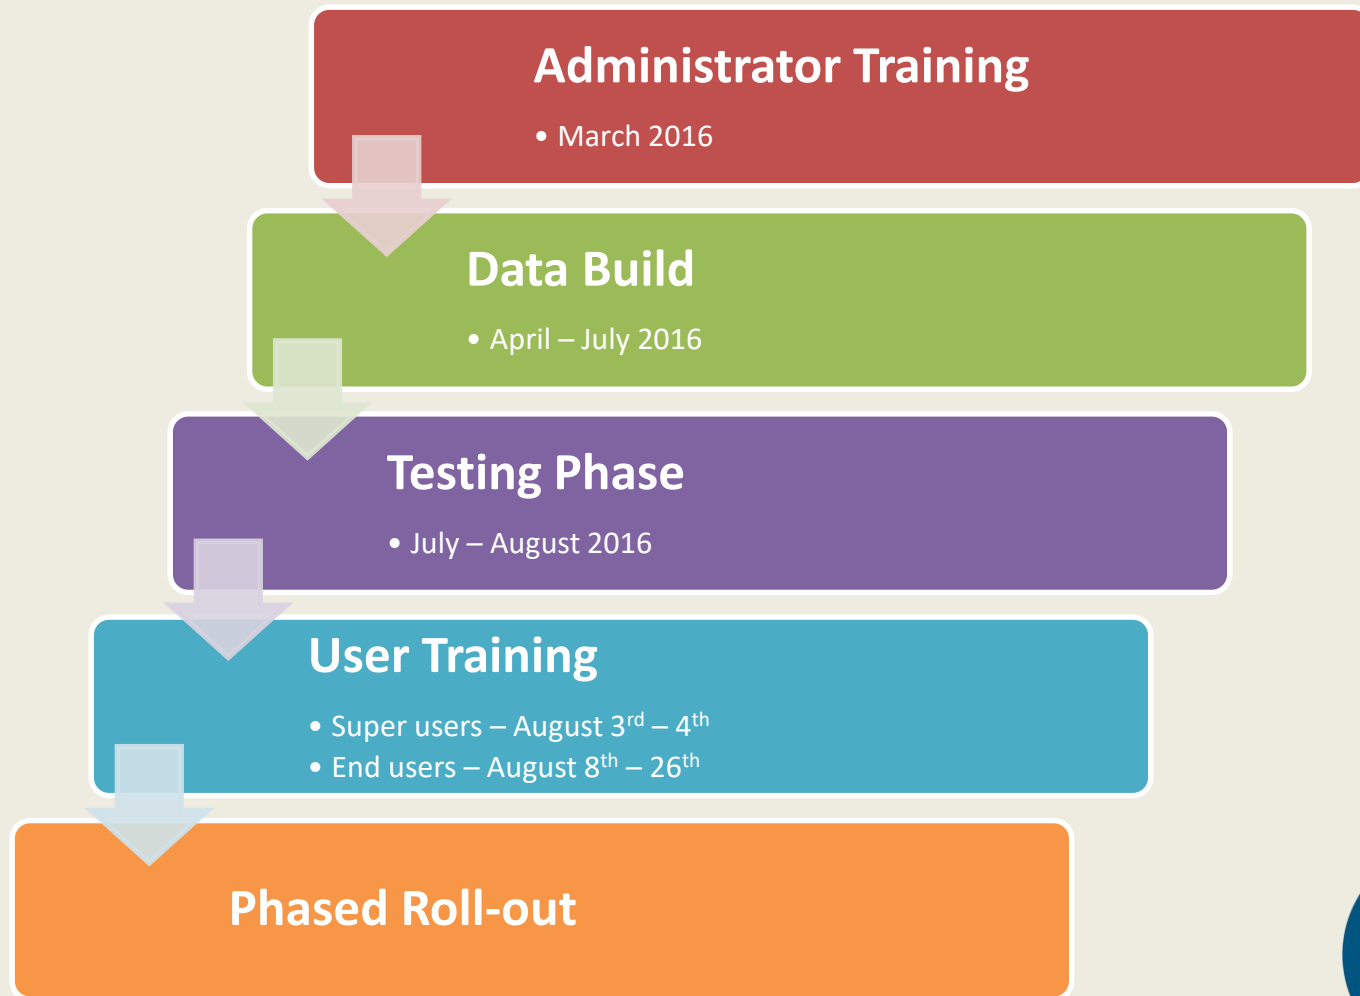 Administrator Training
• March 2016
Data Build
• April – July 2016
Testing Phase
• July – August 2016
User Training
• Super users – August 3rd – 4th
• End users – August 8th – 26th
Phased Roll-out